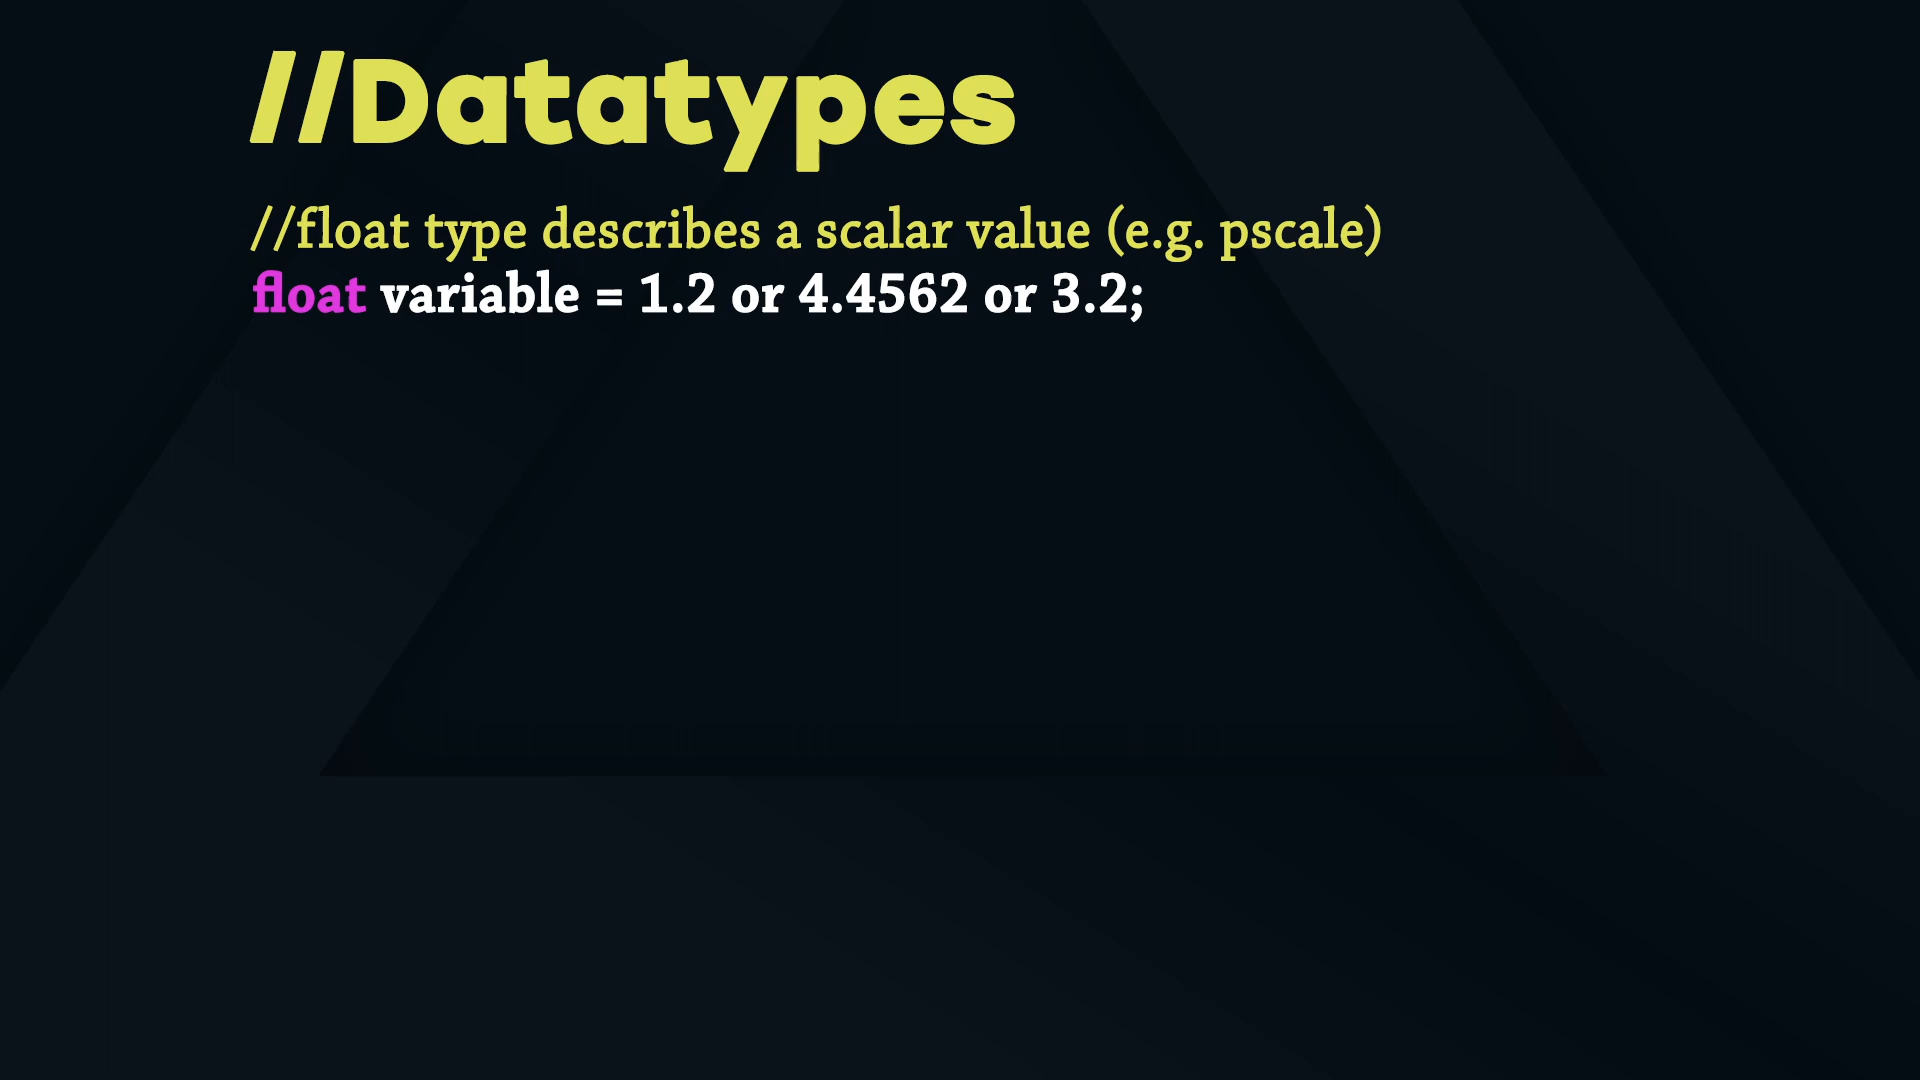 //Datatypes
//float type describes a scalar value (e.g. pscale)
float variable = 1.2 or 4.4562 or 3.2;